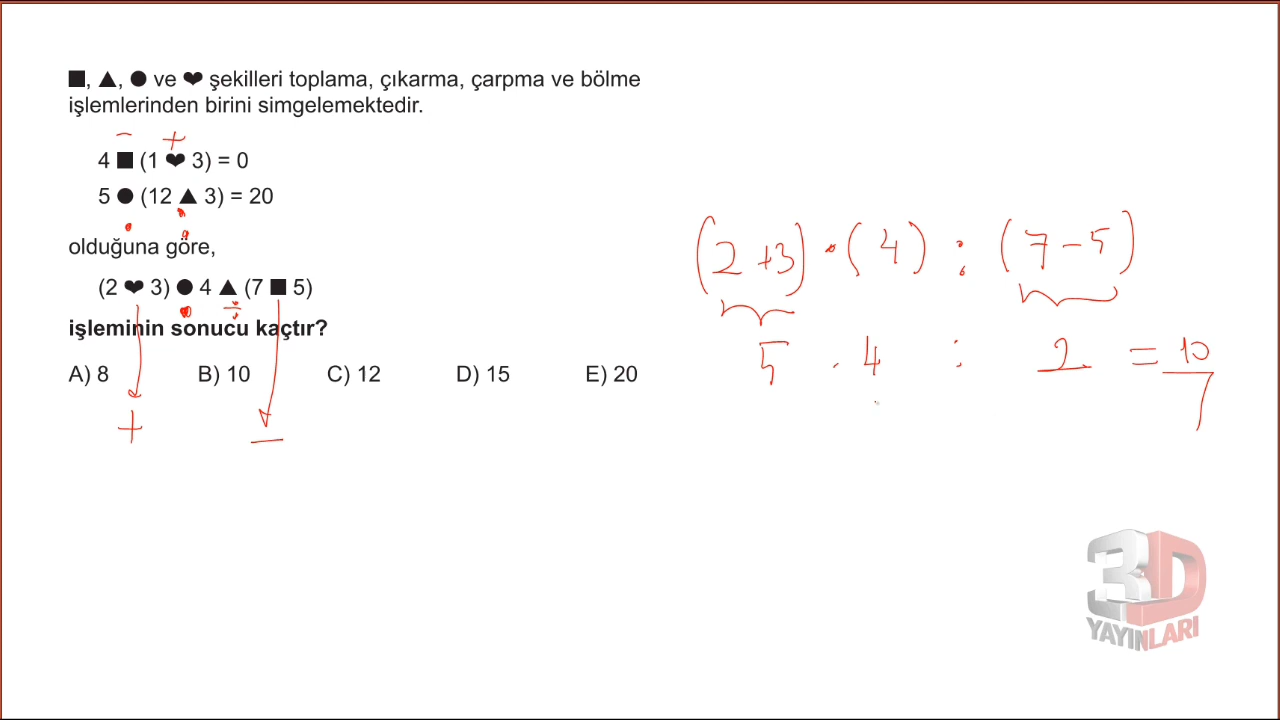 ■, ▲, ● ve ❤ şekilleri toplama, çıkarma, çarpma ve bölme
işlemlerinden birini simgelemektedir.
− +
4 ■ (1 ❤ 3) = 0
5 ● (12 ▲ 3) = 20
olduğuna göre,
(2 ❤ 3) ● 4 ▲ (7 ■ 5)
işleminin sonucu kaçtır?
A) 8 B) 10 C) 12 D) 15 E) 20
+ −
(2 +3) · (4) : (7 − 5)
5 . 4 : 2 = 10
3D
YAYINLARI